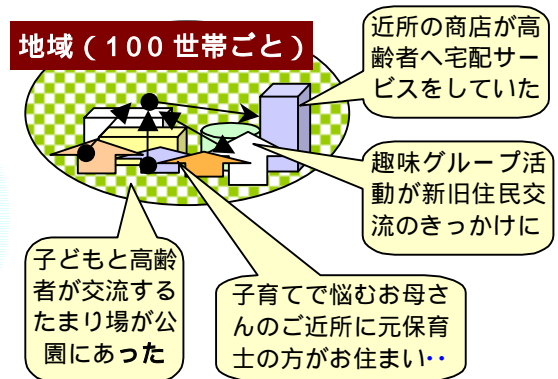 地域（100世帯ごと）
近所の商店が高
齢者へ宅配サー
ビスをしていた
趣味グループ活
動が新旧住民交
流のきっかけに
子どもと高齢
者が交流する
たまり場が公
園にあった
子育てで悩むお母さ
んのご近所に元保育
士の方がお住まい‥